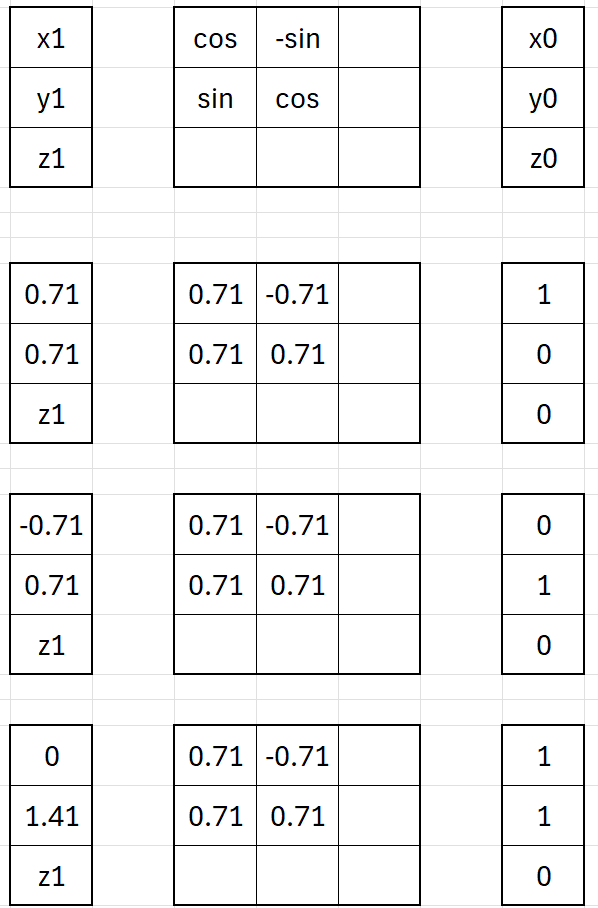 x1 cos -sin x0
y1 sin cos y0
z1 z0
0.71 0.71 -0.71 1
0.71 0.71 0.71 0
z1 0
-0.71 0.71 -0.71 0
0.71 0.71 0.71 1
z1 0
0 0.71 -0.71 1
1.41 0.71 0.71 1
z1 0